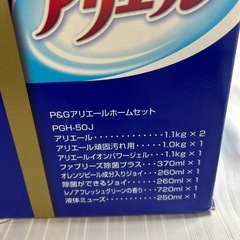 アリエール
P&Gアリエールホームセット
PGH-50J
アリエール・・・・・・・・・・・・1.1kg×2
アリエール頑固汚れ用・・・・1.0kg×1
アリエールイオンパワージェル・・1.1kg×1
ファブリーズ除菌プラス・・・370ml×1
オレンジピール成分入りジョイ・・260ml×1
除菌ができるジョイ・・・・・260ml×1
レノアフレッシュグリーンの香り・・720ml×1
液体ミューズ・・・・・・・・・250ml×1